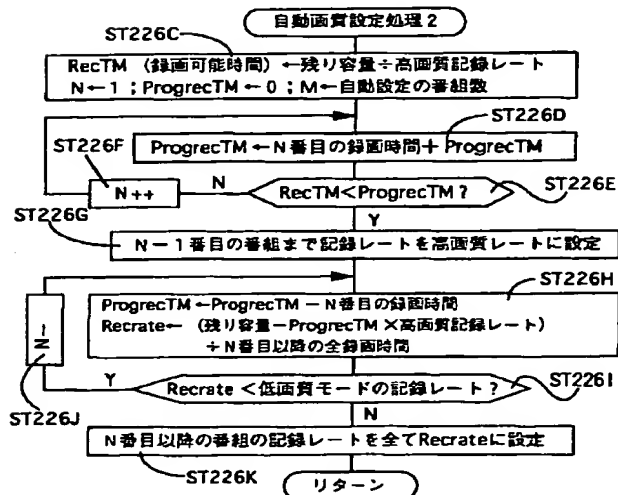 自動画質設定処理2
ST226C
RecTM (録画可能時間) ←残り容量÷高画質記録レート
N←1 ; ProgrecTM ← 0 ; M←自動設定の番組数
ST226D
ProgrecTM ←N番目の録画時間+ ProgrecTM
ST226F
N++
N
RecTM<ProgrecTM ?
ST226E
Y
ST226G
N−1番目の番組まで記録レートを高画質レートに設定
ST226H
ProgrecTM←ProgrecTM −N番目の録画時間
Recrate← (残り容量−ProgrecTM ×高画質記録レート)
÷N番目以降の全録画時間
N−
Y
Recrate <低画質モードの記録レート?
ST226I
ST226J
N
N番目以降の番組の記録レートを全てRecrateに設定
ST226K
リターン